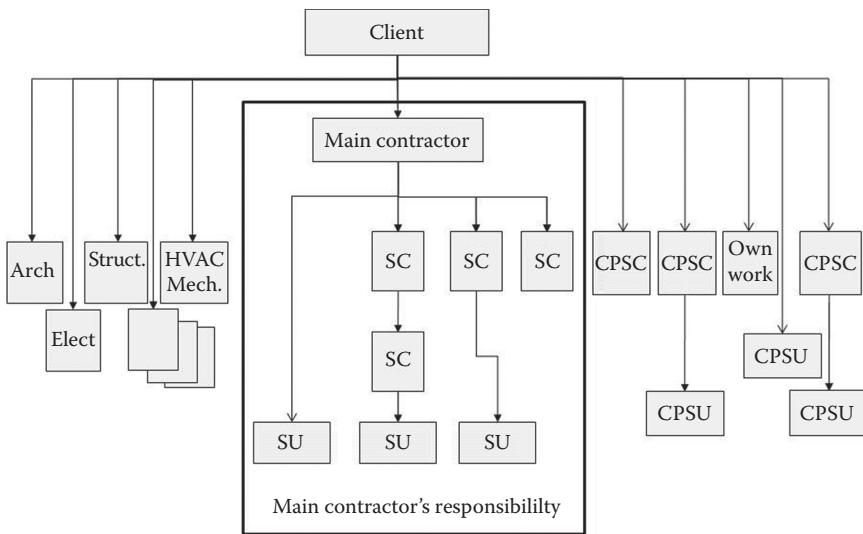 Client
Main contractor
Arch
Struct.
HVAC
Mech.
SC
SC
SC
CPSC
CPSC
Own
work
CPSC
Elect
SC
CPSU
CPSU
CPSU
SU
SU
SU
Main contractor's responsibililty